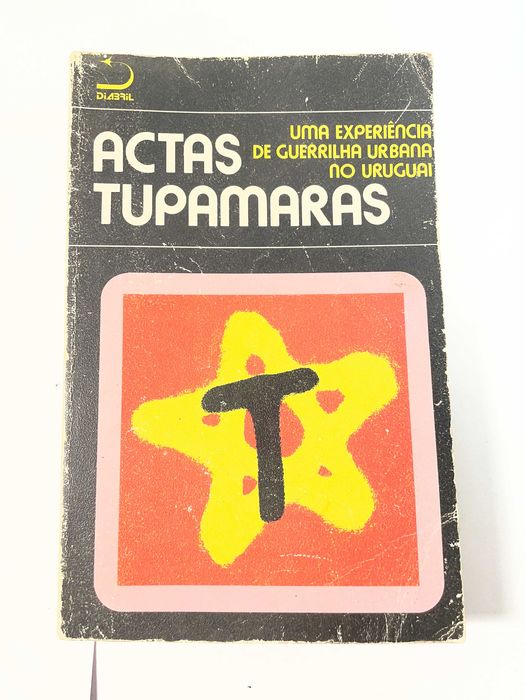 DIABRIL
ACTAS
TUPAMARAS
UMA EXPERIÊNCIA
DE GUERRILHA URBANA
NO URUGUAI
T